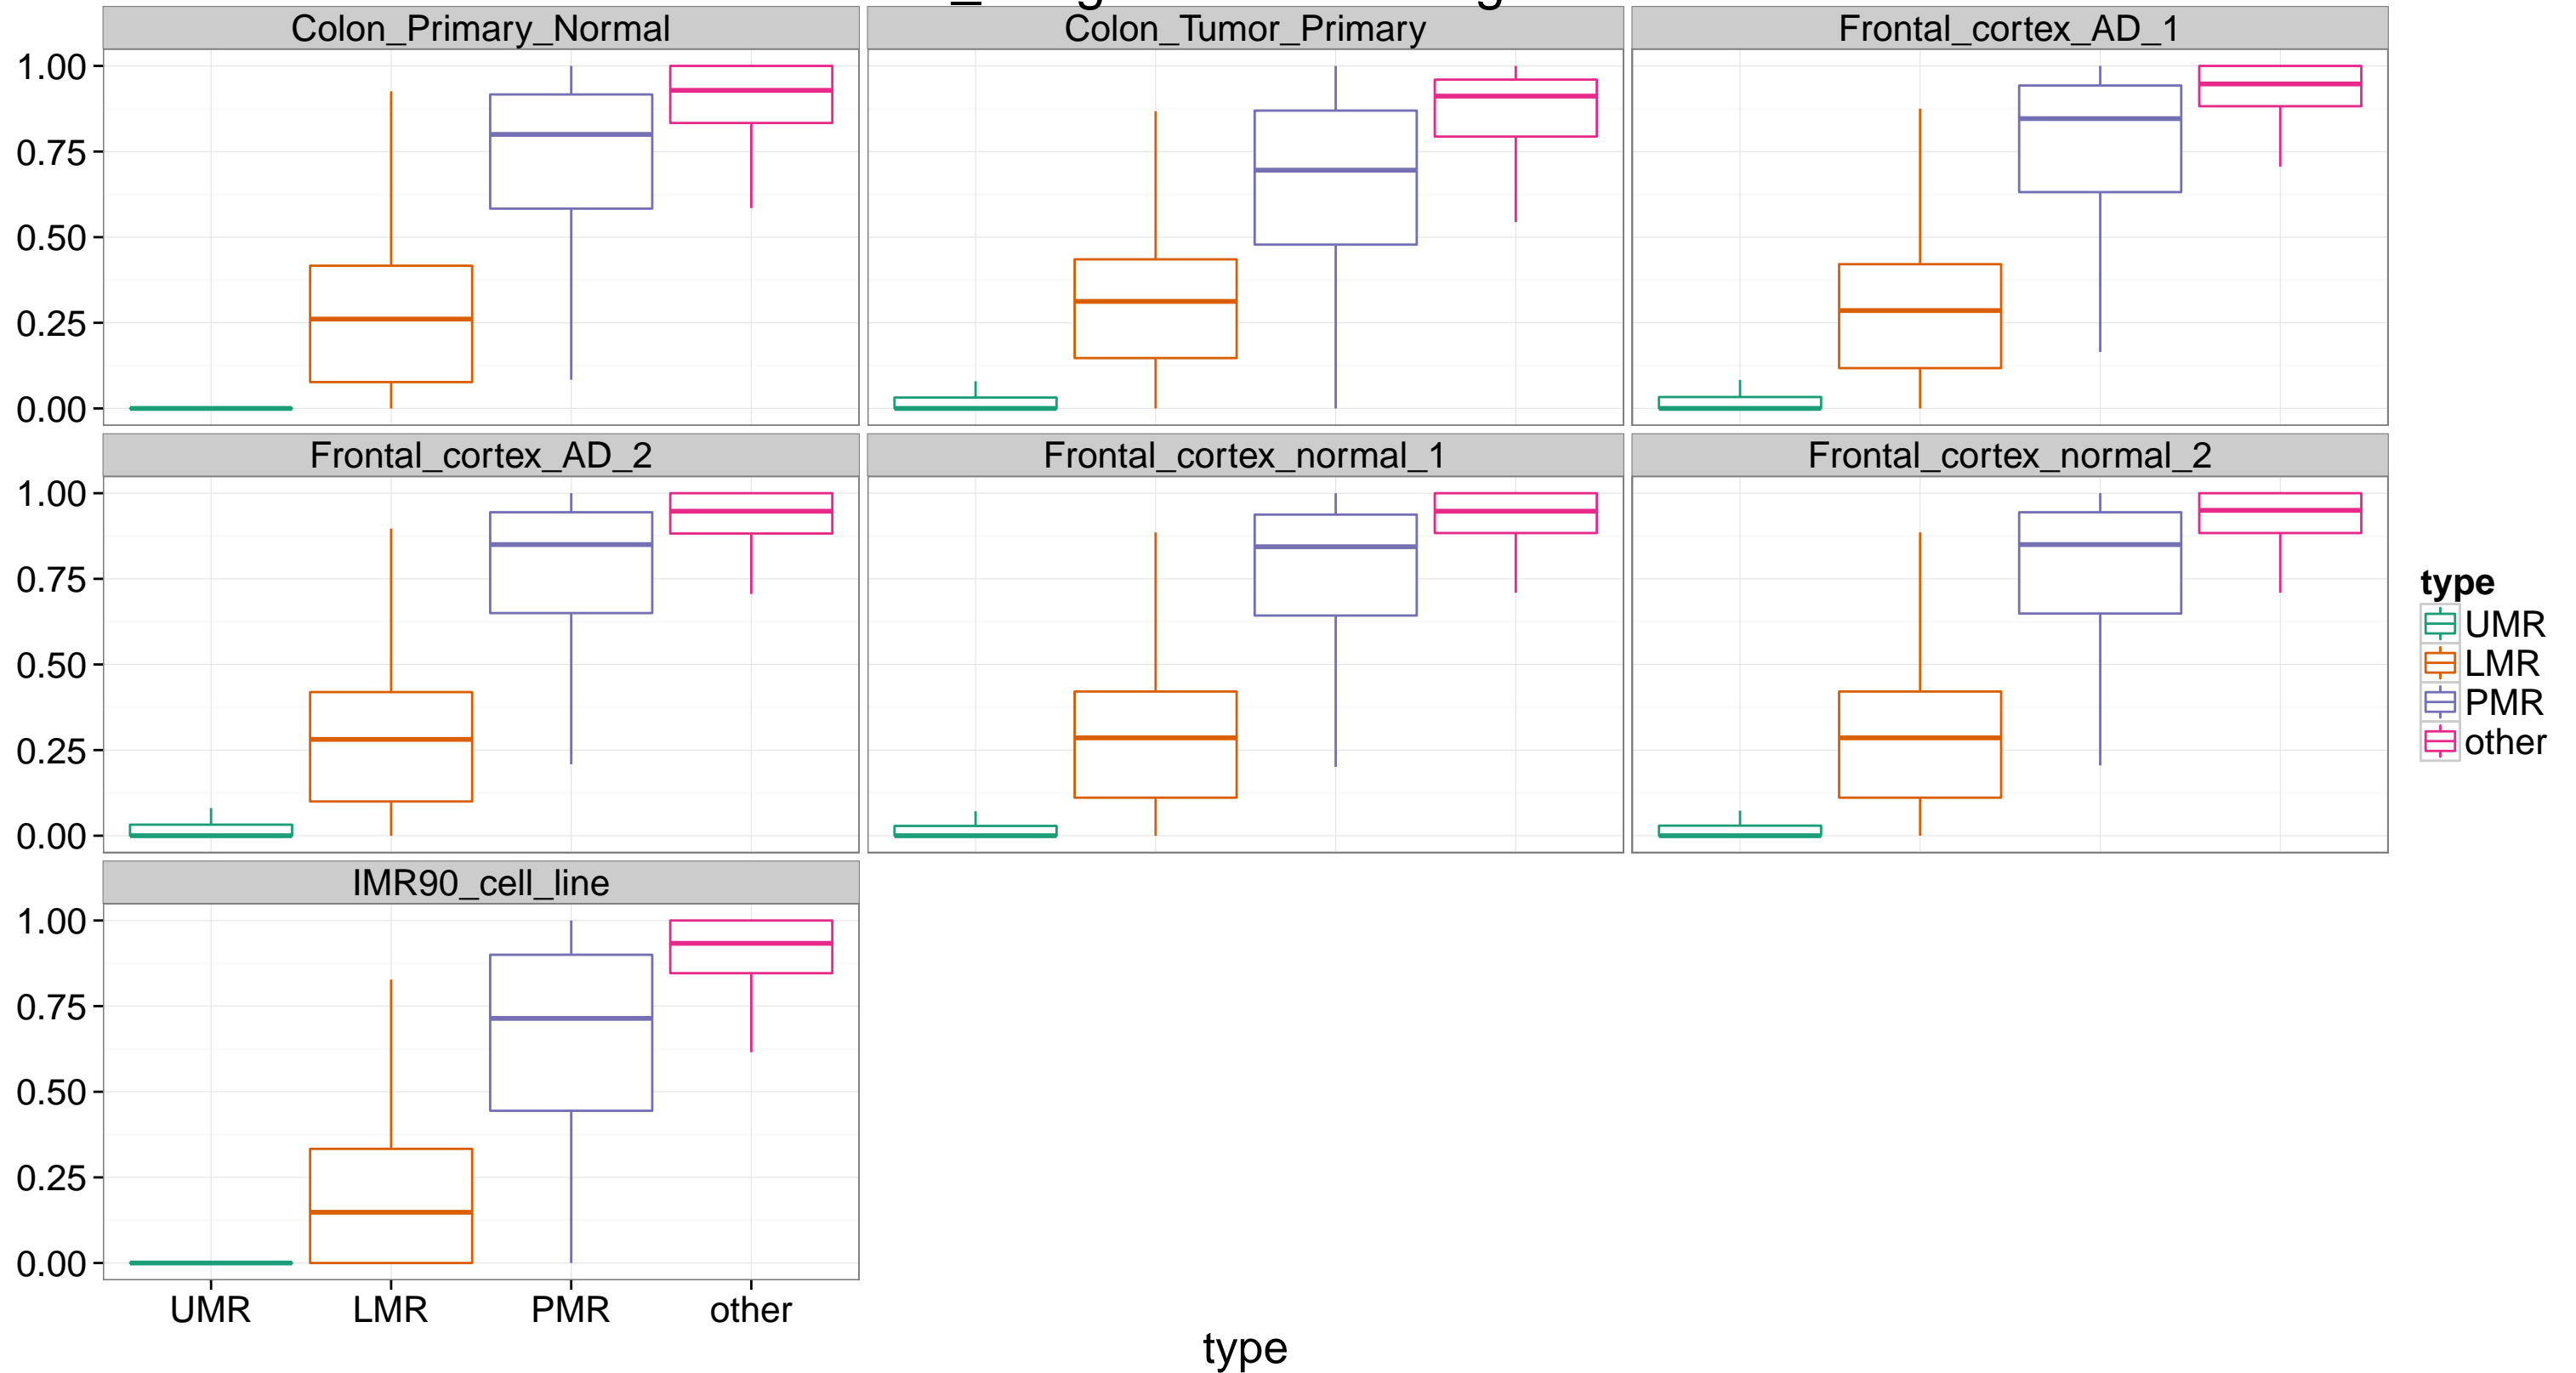 Colon_Primary_Normal
Colon_Tumor_Primary
Frontal_cortex_AD_1
1.00
0.75
0.50
0.25
0.00
Frontal_cortex_AD_2
Frontal_cortex_normal_1
Frontal_cortex_normal_2
1.00
0.75
0.50
0.25
0.00
type
UMR
LMR
PMR
other
IMR90_cell_line
1.00
0.75
0.50
0.25
0.00
UMR LMR PMR other
type